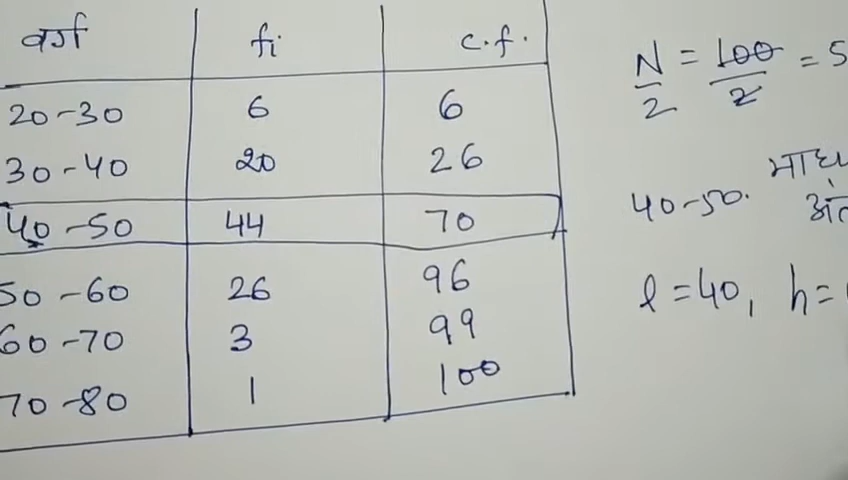 वर्ग fi c.f.
20-30 6 6
30-40 20 26
40-50 44 70
50-60 26 96
60-70 3 99
70-80 1 100
N/2 = 100/2 = 5
40-50.
l = 40, h =